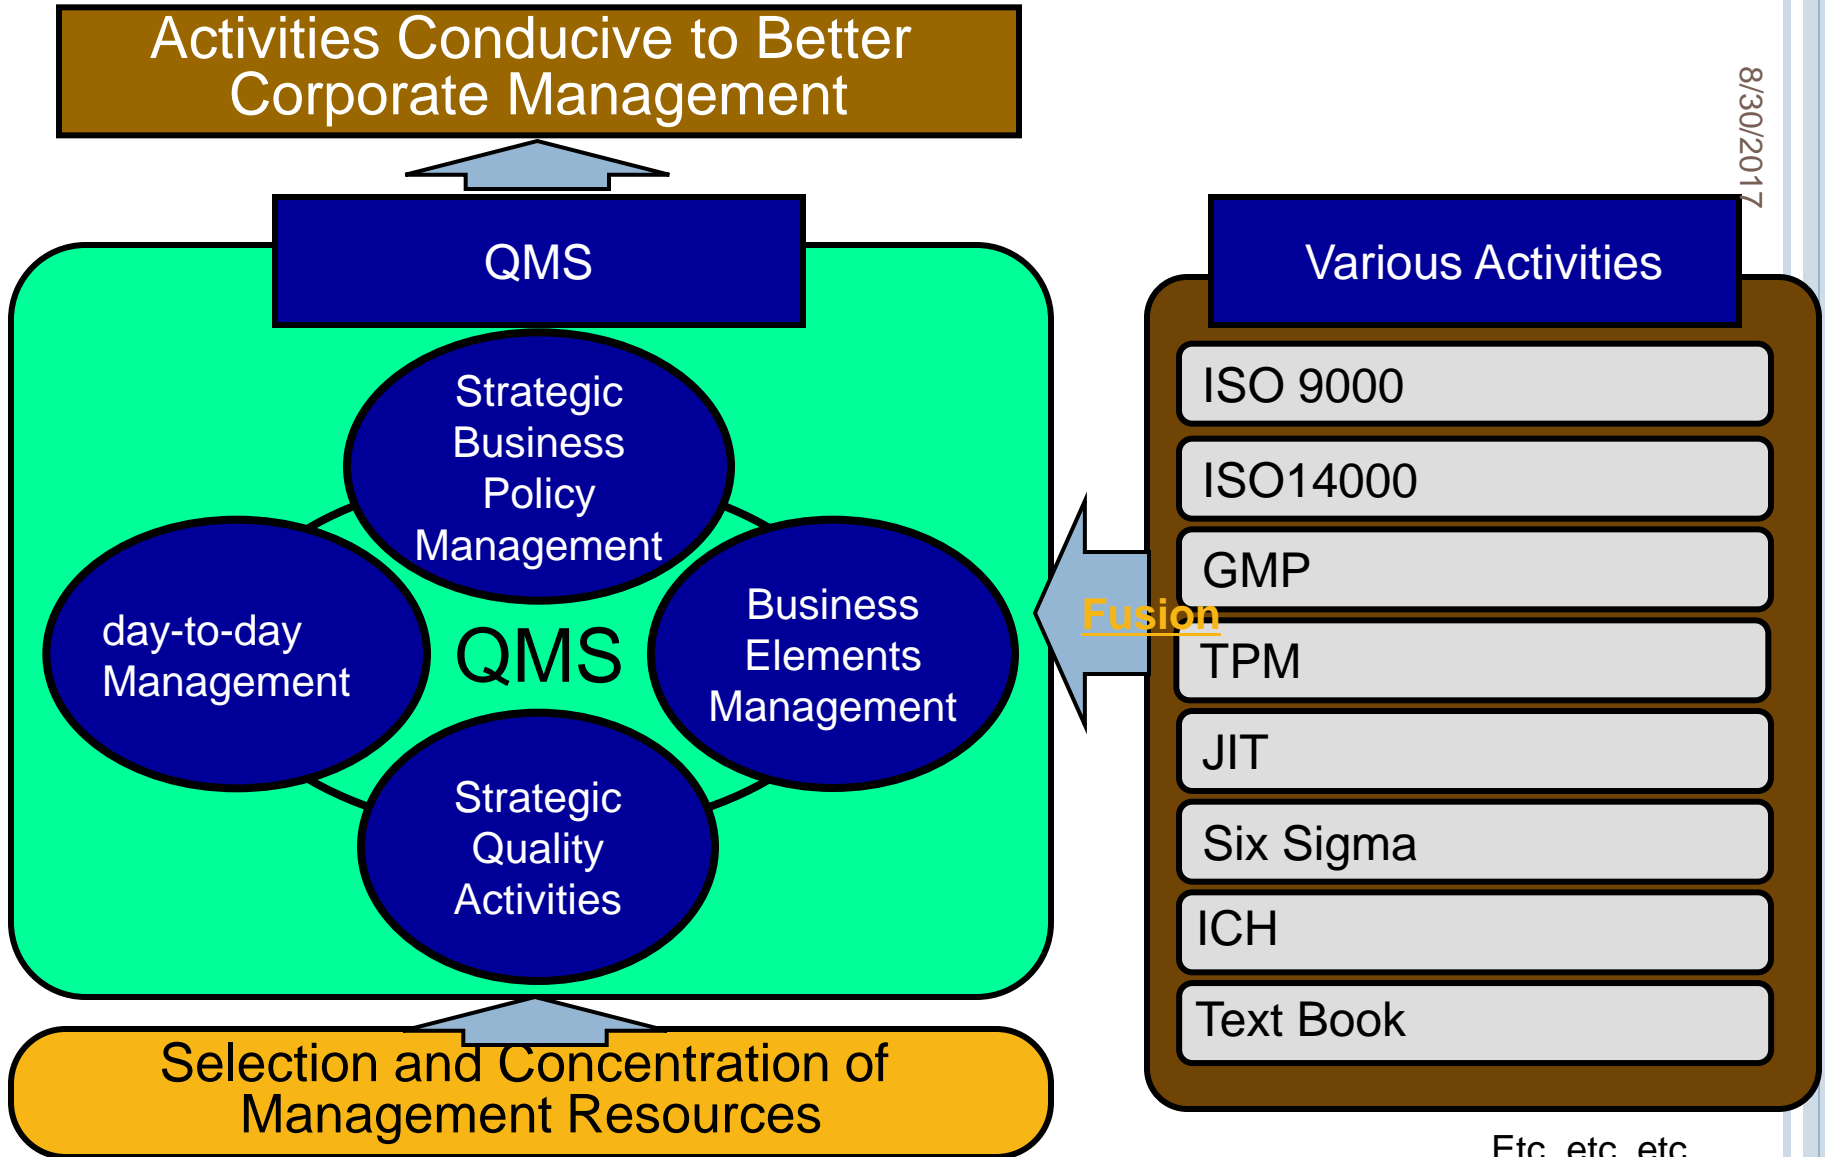 Activities Conducive to Better
Corporate Management
8/30/2017
QMS
Strategic
Business
Policy
Management
day-to-day
Management
QMS
Business
Elements
Management
Strategic
Quality
Activities
Selection and Concentration of
Management Resources
Fusion
Various Activities
ISO 9000
ISO14000
GMP
TPM
JIT
Six Sigma
ICH
Text Book
Etc. etc. etc